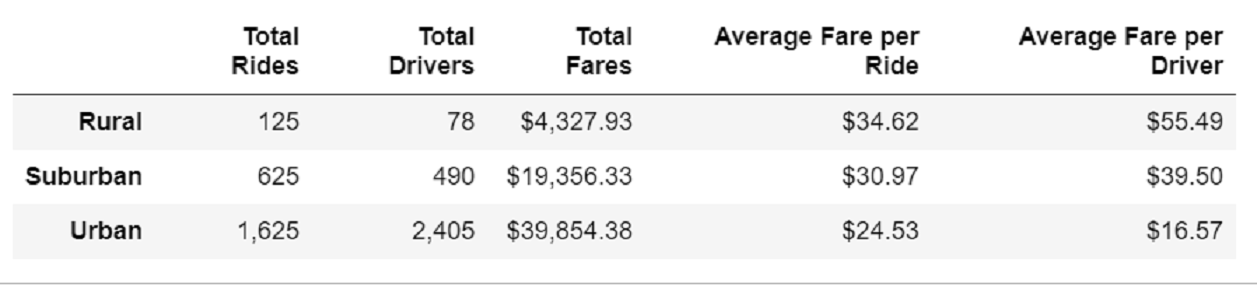 Total Total Total Average Fare per Average Fare per
Rides Drivers Fares Ride Driver
Rural 125 78 $4,327.93 $34.62 $55.49
Suburban 625 490 $19,356.33 $30.97 $39.50
Urban 1,625 2,405 $39,854.38 $24.53 $16.57